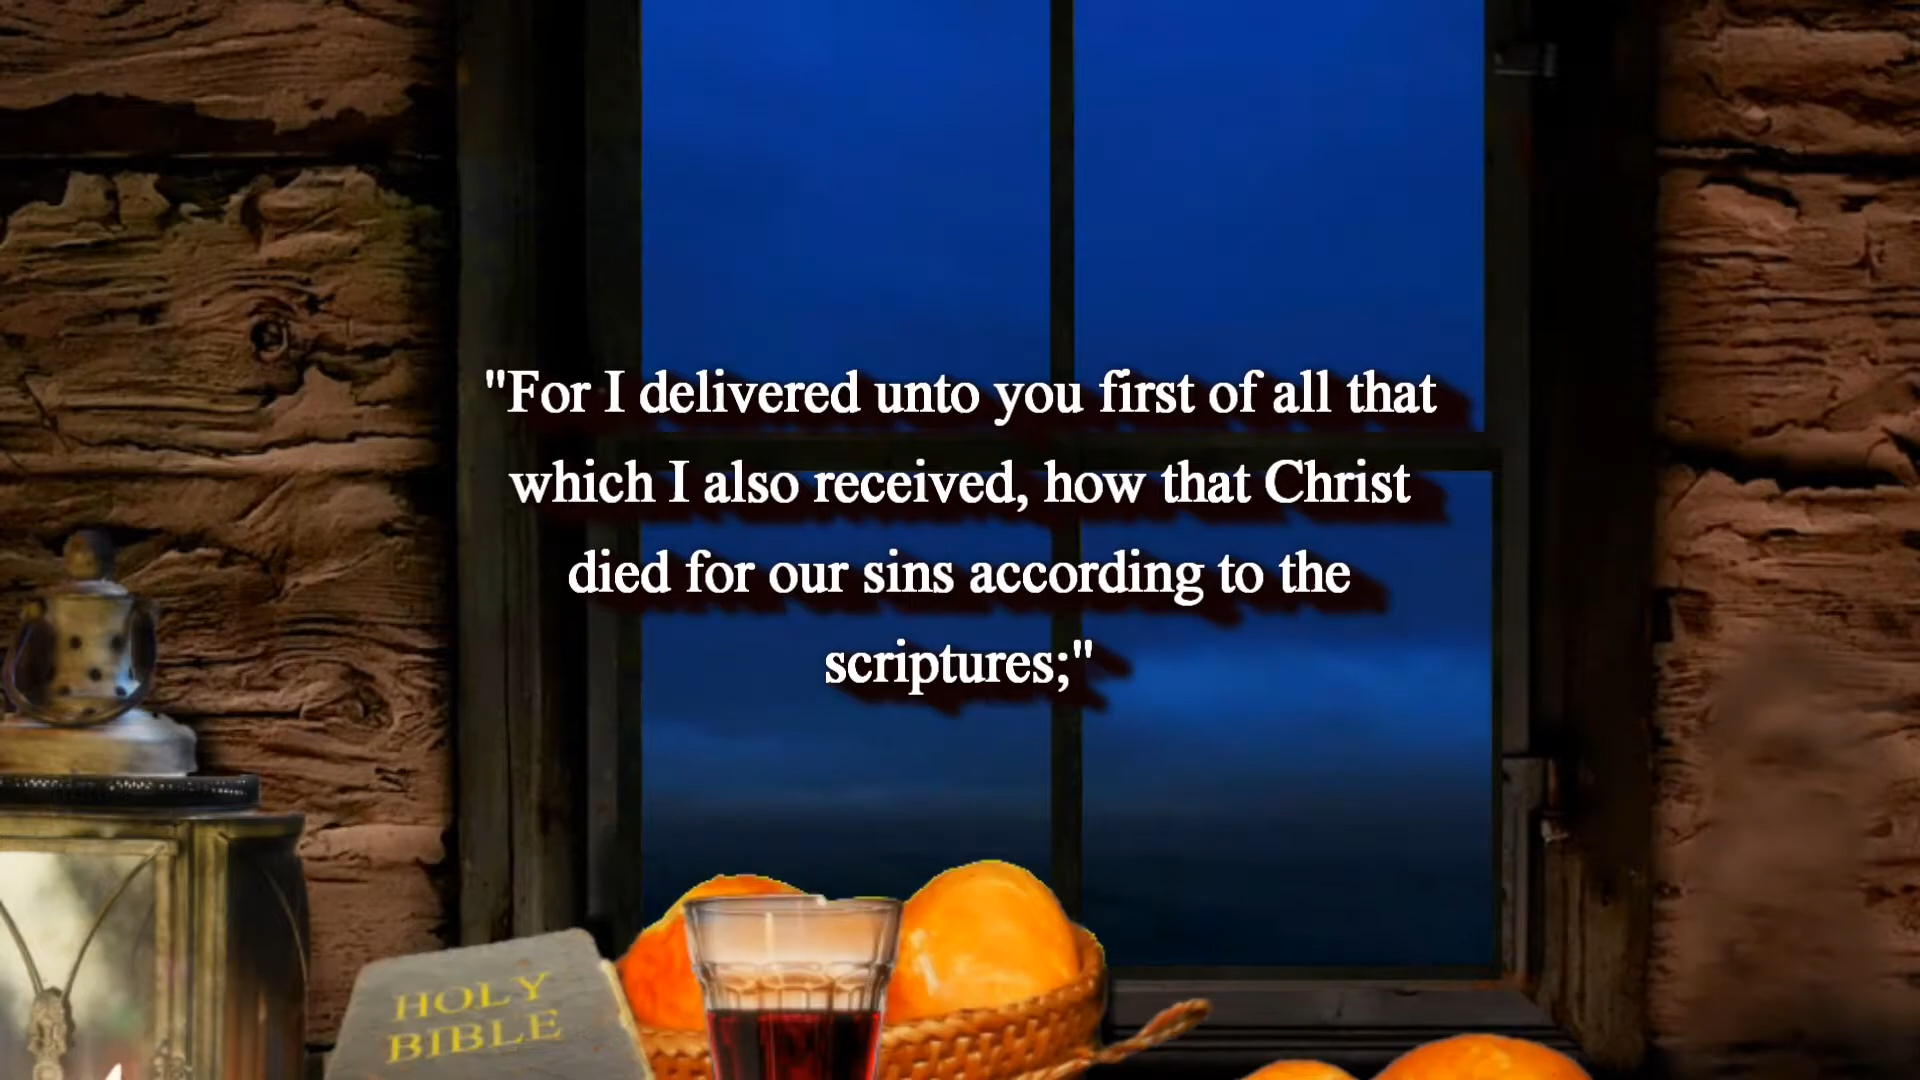 "For I delivered unto you first of all that
which I also received, how that Christ
died for our sins according to the
scriptures;"
HOLY
BIBLE